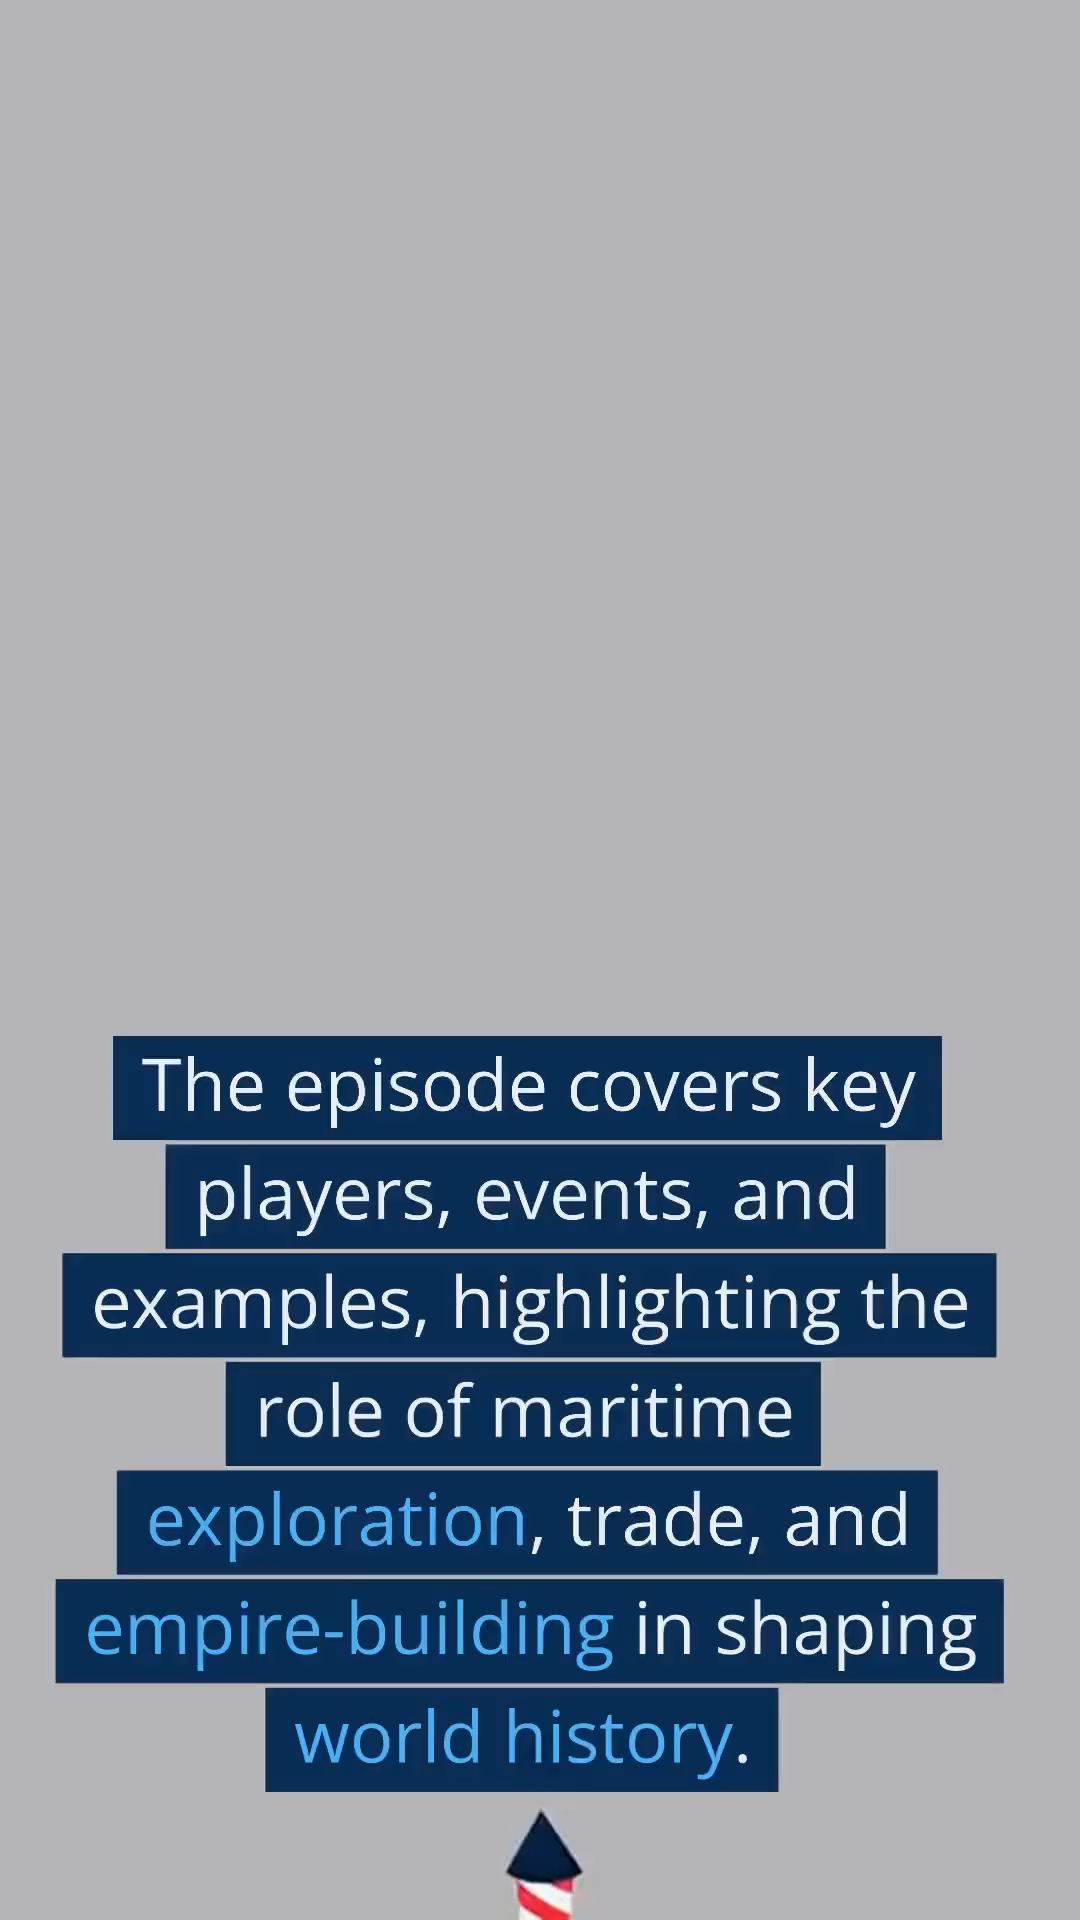 The episode covers key
players, events, and
examples, highlighting the
role of maritime
exploration, trade, and
empire-building in shaping
world history.